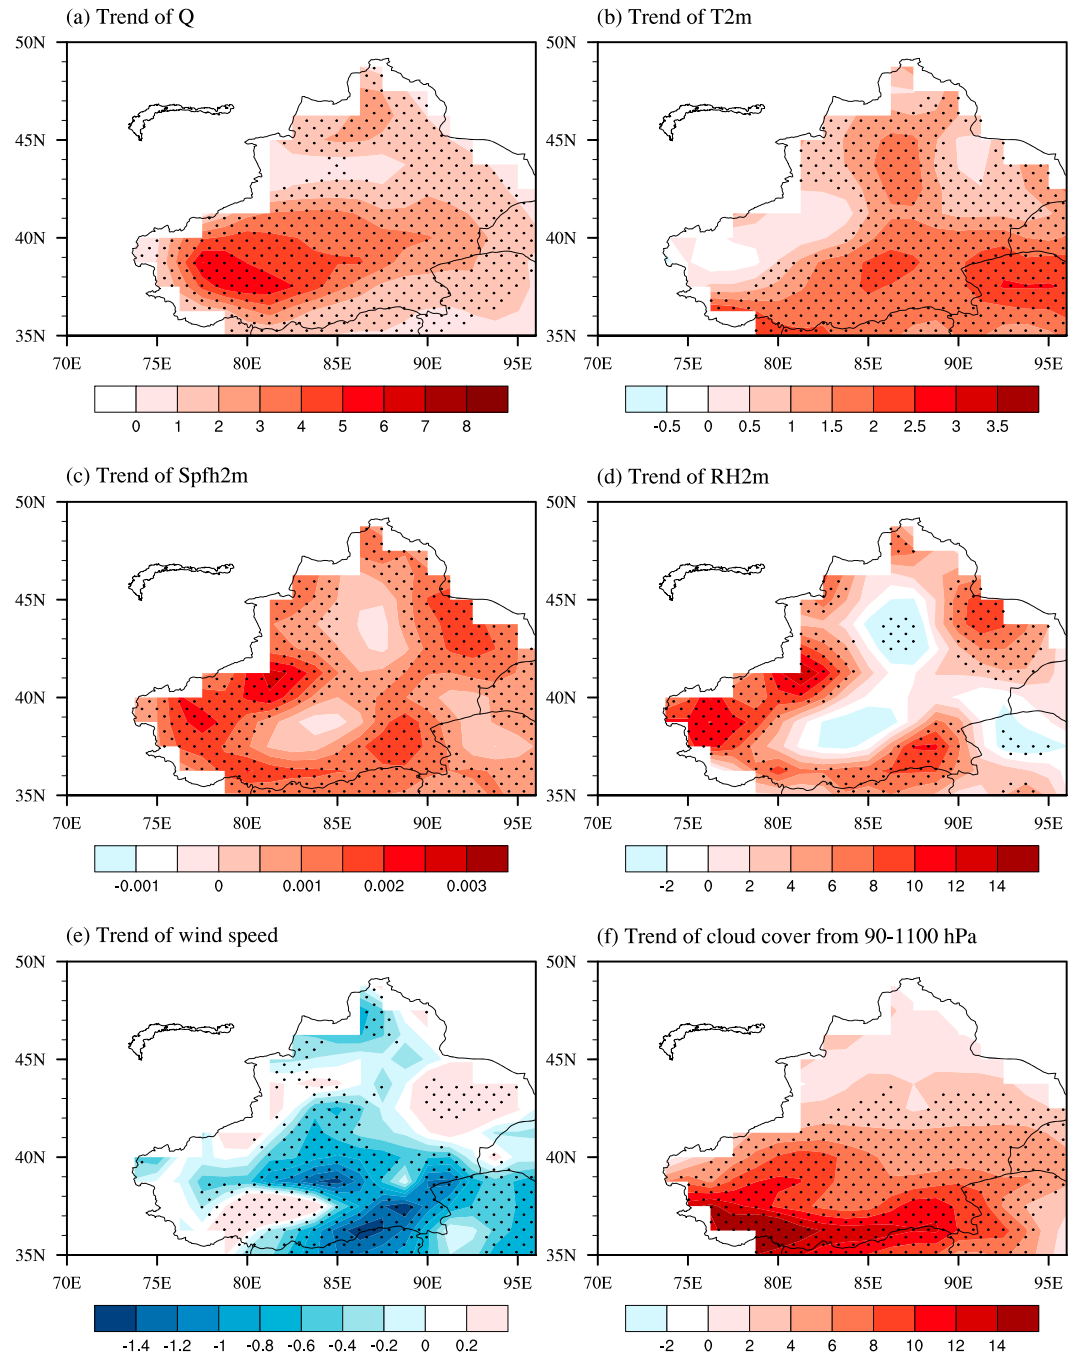 (a) Trend of Q
50N
45N
40N
35N
70E 75E 80E 85E 90E 95E
0 1 2 3 4 5 6 7 8
(b) Trend of T2m
50N
45N
40N
35N
70E 75E 80E 85E 90E 95E
-0.5 0 0.5 1 1.5 2 2.5 3 3.5
(c) Trend of Spfh2m
50N
45N
40N
35N
70E 75E 80E 85E 90E 95E
-0.001 0 0.001 0.002 0.003
(d) Trend of RH2m
50N
45N
40N
35N
70E 75E 80E 85E 90E 95E
-2 0 2 4 6 8 10 12 14
(e) Trend of wind speed
50N
45N
40N
35N
70E 75E 80E 85E 90E 95E
-1.4 -1.2 -1 -0.8 -0.6 -0.4 -0.2 0 0.2
(f) Trend of cloud cover from 90-1100 hPa
50N
45N
40N
35N
70E 75E 80E 85E 90E 95E
-2 0 2 4 6 8 10 12 14